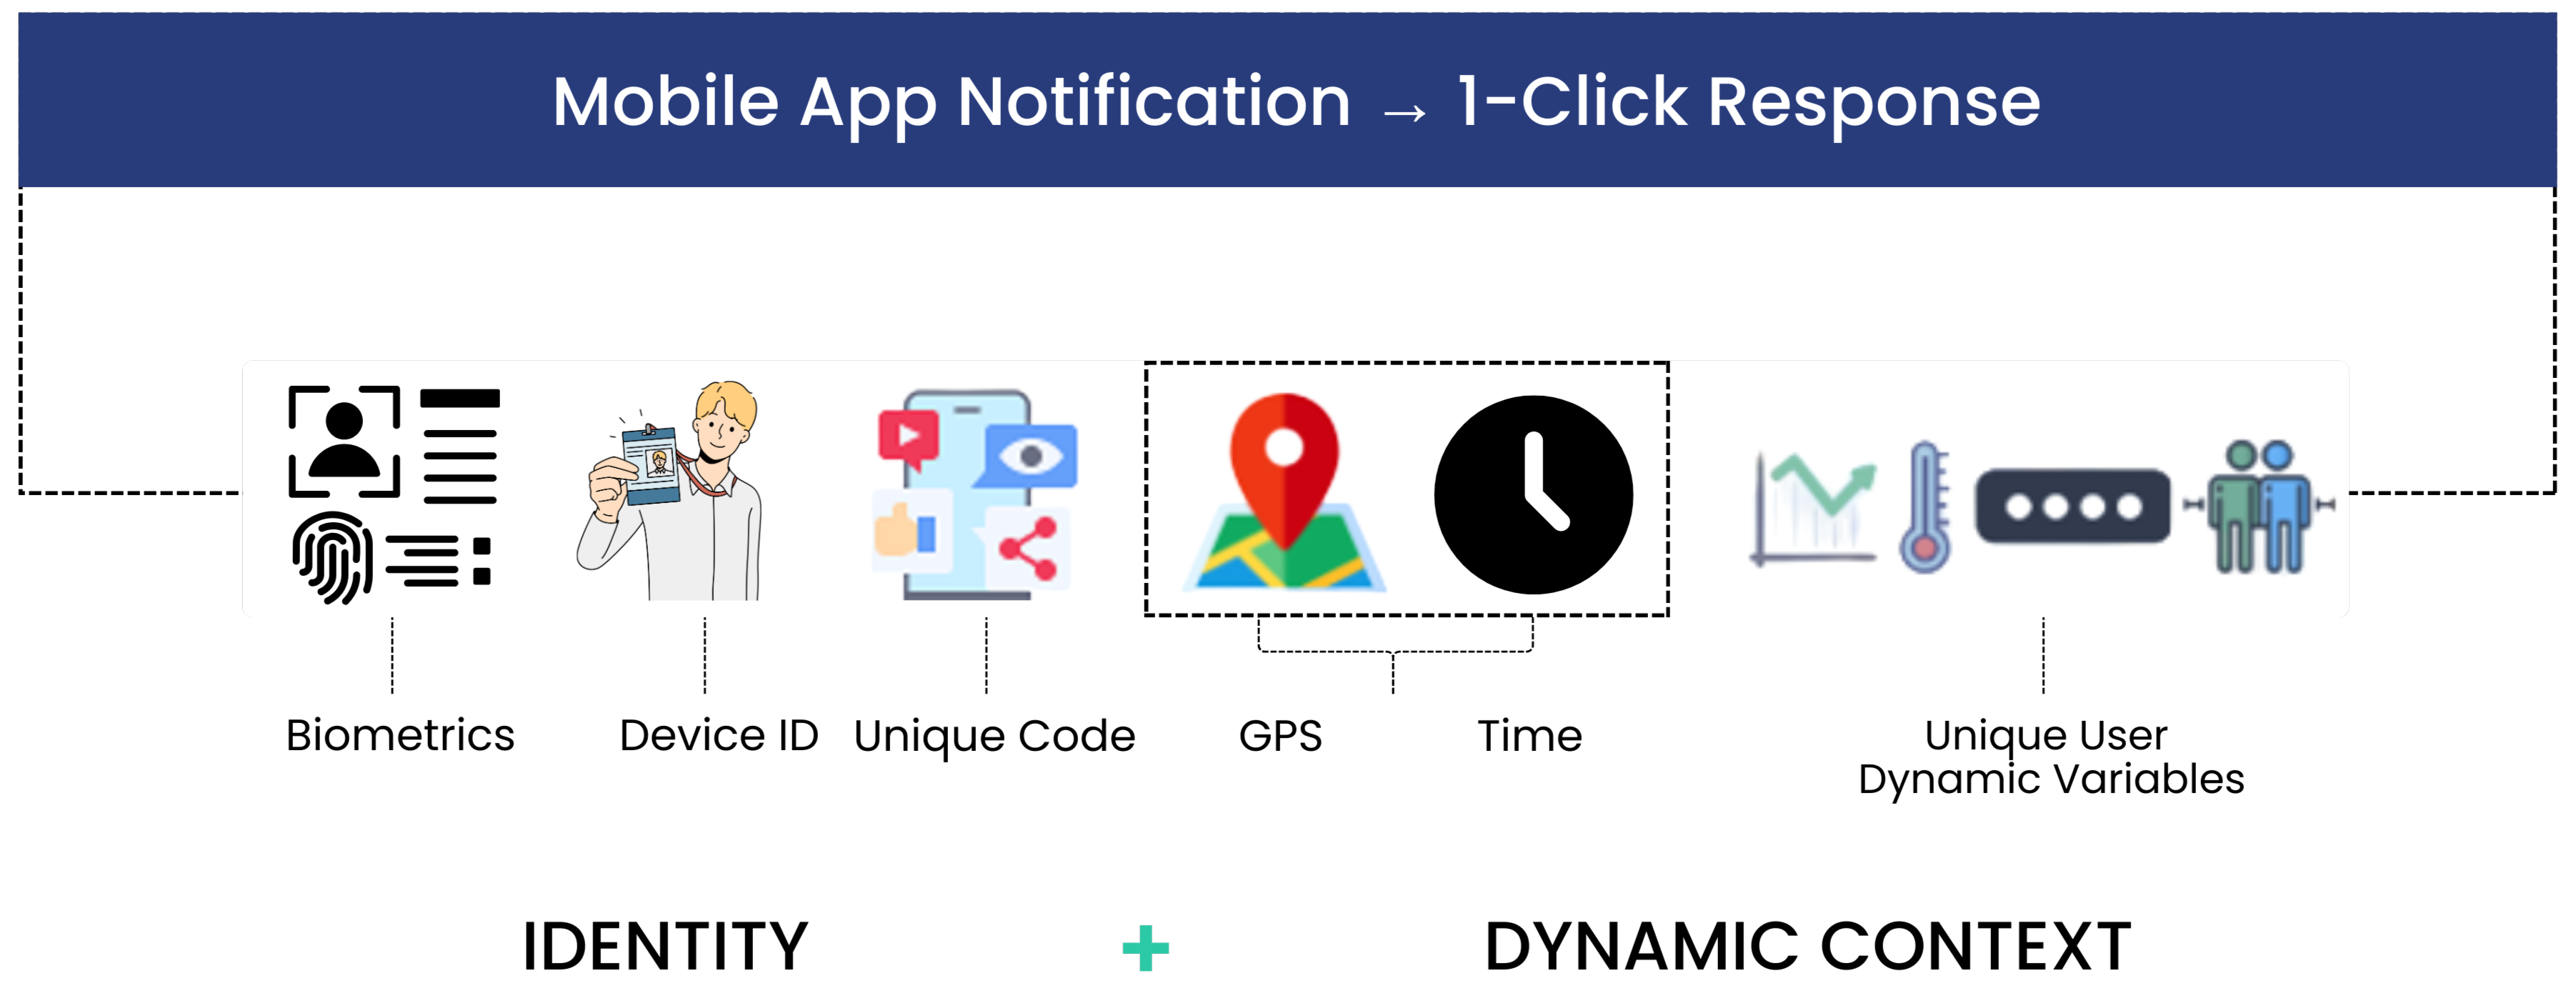 Mobile App Notification → 1-Click Response
Biometrics
Device ID
Unique Code
GPS
Time
Unique User
Dynamic Variables
IDENTITY
+
DYNAMIC CONTEXT